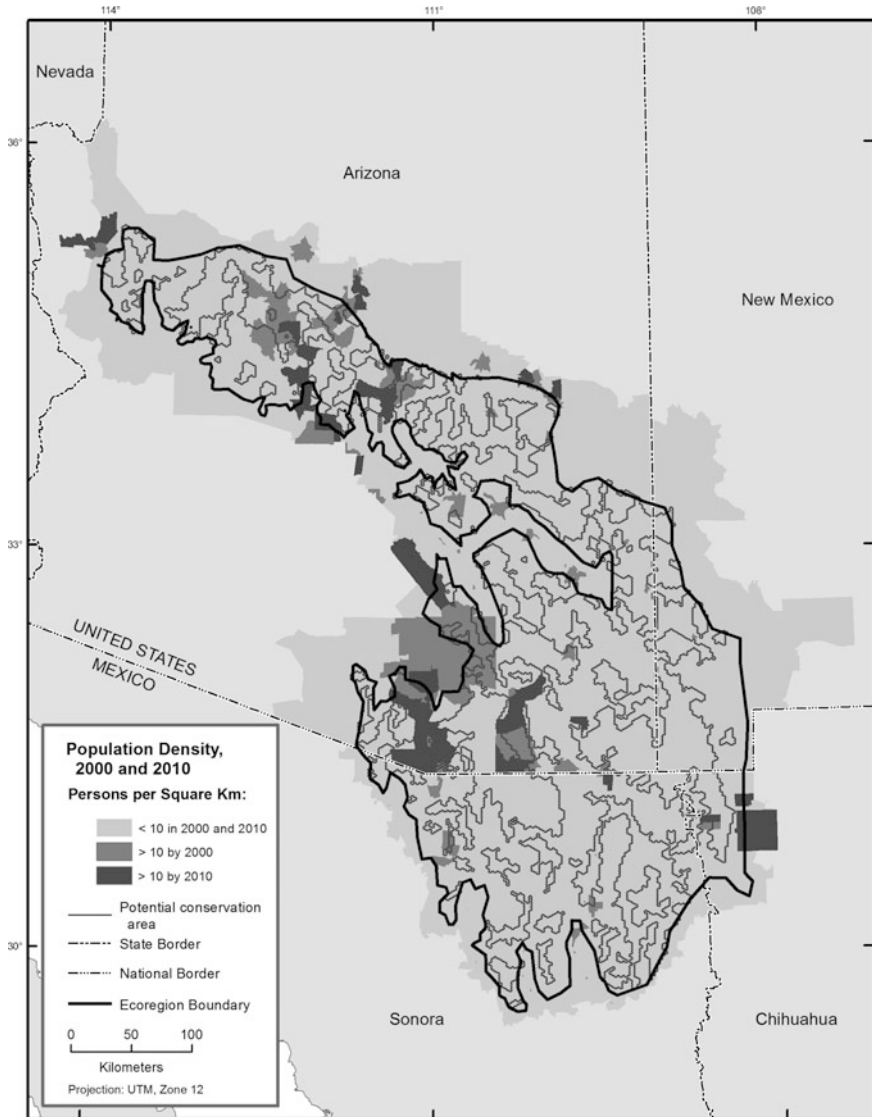 114°
111°
108°
Nevada
36°
Arizona
New Mexico
33°
UNITED STATES
MEXICO
Population Density,
2000 and 2010
Persons per Square Km:
< 10 in 2000 and 2010
> 10 by 2000
> 10 by 2010
Potential conservation
area
State Border
National Border
Ecoregion Boundary
0 50 100
Kilometers
Projection: UTM, Zone 12
30°
Sonora
Chihuahua